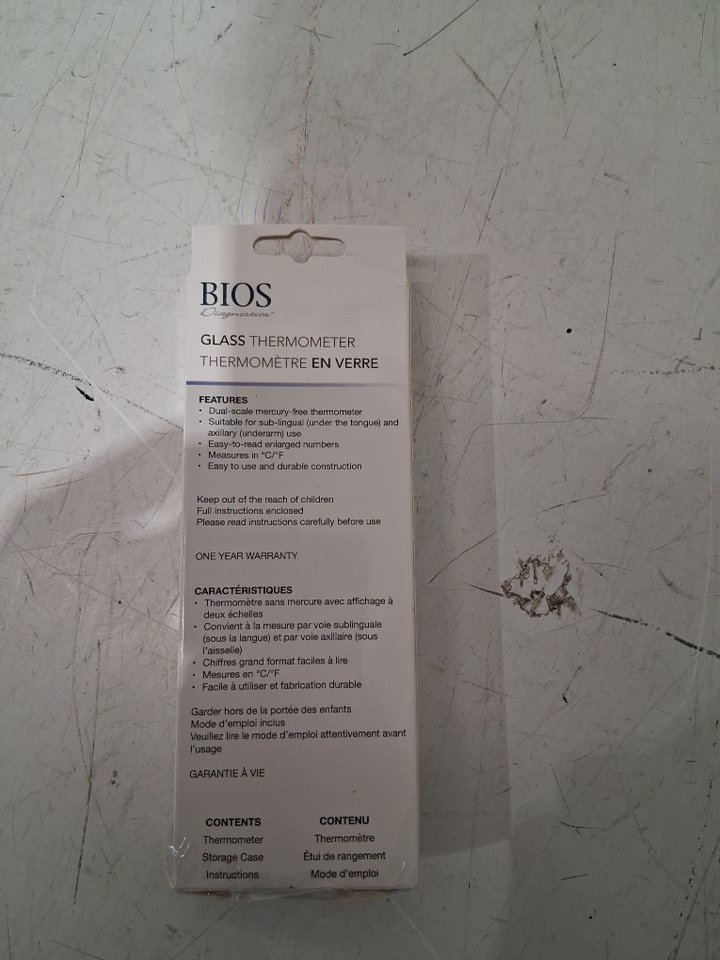 BIOS
Diagnostics®
GLASS THERMOMETER
THERMOMÈTRE EN VERRE
FEATURES
• Dual-scale mercury-free thermometer
• Suitable for sub-lingual (under the tongue) and
axillary (underarm) use
• Easy-to-read enlarged numbers
• Measures in °C/°F
• Easy to use and durable construction
Keep out of the reach of children
Full instructions enclosed
Please read instructions carefully before use
ONE YEAR WARRANTY
CARACTÉRISTIQUES
• Thermomètre sans mercure avec affichage à
deux échelles
• Convient à la mesure par voie sublinguale
(sous la langue) et par voie axillaire (sous
l'aisselle)
• Chiffres grand format faciles à lire
• Mesures en °C/°F
• Facile à utiliser et fabrication durable
Garder hors de la portée des enfants
Mode d'emploi inclus
Veuillez lire le mode d'emploi attentivement avant
l'usage
GARANTIE À VIE
CONTENTS
Thermometer
Storage Case
Instructions
CONTENU
Thermomètre
Étui de rangement
Mode d'emploi